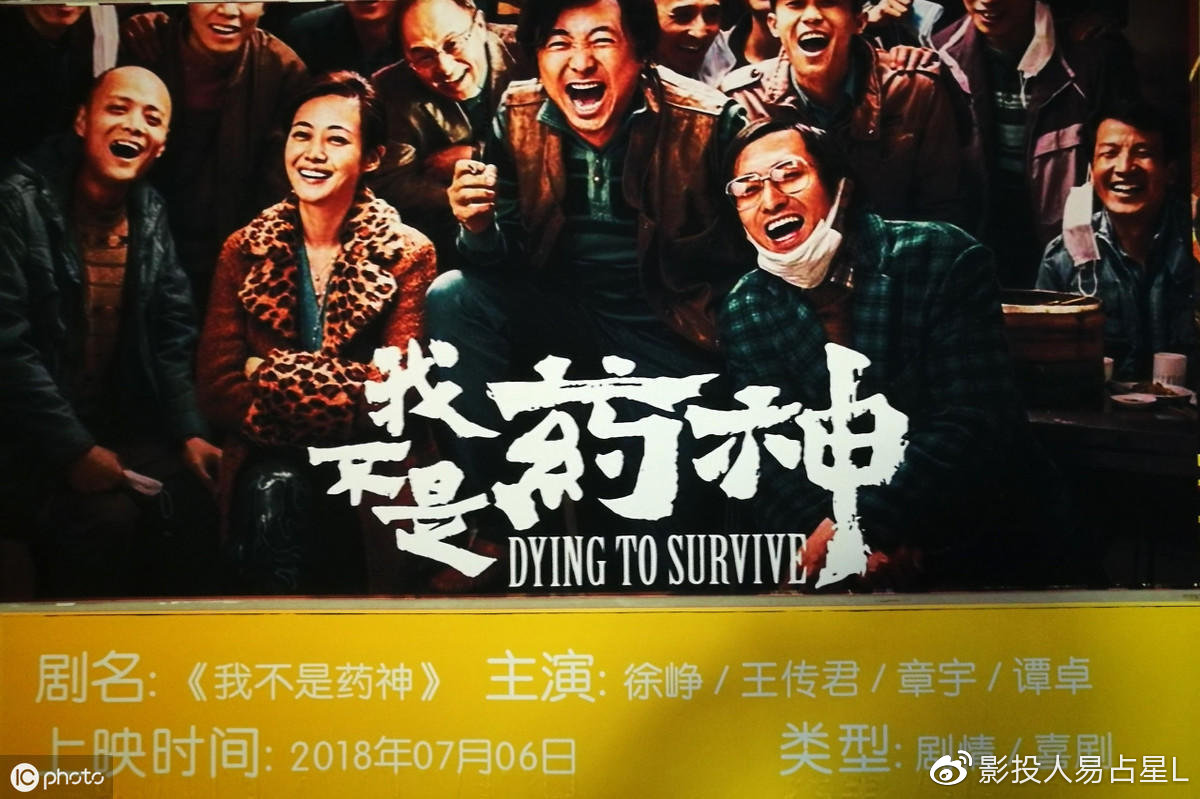 我不是药神
DYING TO SURVIVE
剧名:《我不是药神》 主演:徐峥/王传君/章宇/谭卓
上映时间:2018年07月06日 类型:剧情/喜剧
IC photo
影投人易占星L